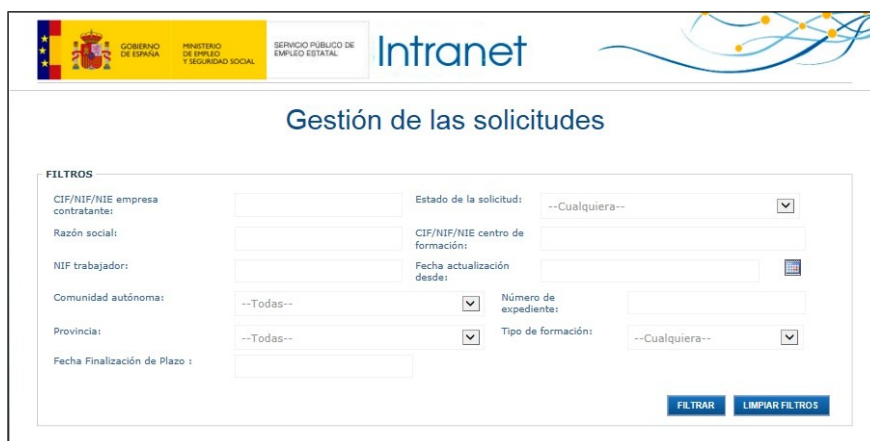 GOBIERNO
DE ESPAÑA
MINISTERIO
DE EMPLEO
Y SEGURIDAD SOCIAL
SERVICIO PÚBLICO DE
EMPLEO ESTATAL
Intranet
Gestión de las solicitudes
FILTROS
CIF/NIF/NIE empresa
contratante:
Estado de la solicitud:
--Cualquiera--
Razón social:
CIF/NIF/NIE centro de
formación:
NIF trabajador:
Fecha actualización
desde:
Comunidad autónoma:
--Todas--
Número de
expediente:
Provincia:
--Todas--
Tipo de formación:
--Cualquiera--
Fecha Finalización de Plazo :
FILTRAR
LIMPIAR FILTROS